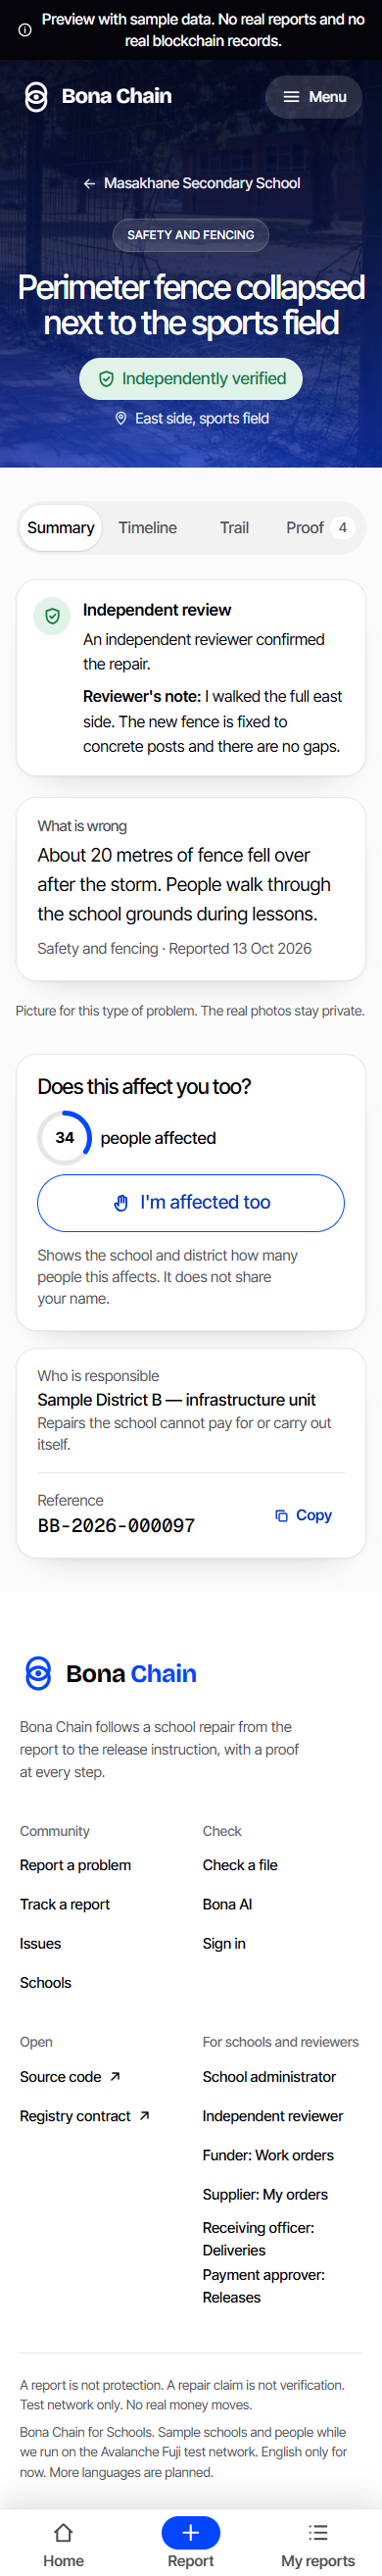 Preview with sample data. No real reports and no
real blockchain records.
Bona Chain
Menu
Masakhane Secondary School
SAFETY AND FENCING
Perimeter fence collapsed
next to the sports field
Independently verified
East side, sports field
Summary Timeline Trail Proof 4
Independent review
An independent reviewer confirmed
the repair.
Reviewer's note: I walked the full east
side. The new fence is fixed to
concrete posts and there are no gaps.
What is wrong
About 20 metres of fence fell over
after the storm. People walk through
the school grounds during lessons.
Safety and fencing · Reported 13 Oct 2026
Picture for this type of problem. The real photos stay private.
Does this affect you too?
34 people affected
I'm affected too
Shows the school and district how many
people this affects. It does not share
your name.
Who is responsible
Sample District B — infrastructure unit
Repairs the school cannot pay for or carry out
itself.
Reference
BB-2026-000097
Copy
Bona Chain
Bona Chain follows a school repair from the
report to the release instruction, with a proof
at every step.
Community
Report a problem
Track a report
Issues
Schools
Check
Check a file
Bona AI
Sign in
Open
Source code
Registry contract
For schools and reviewers
School administrator
Independent reviewer
Funder: Work orders
Supplier: My orders
Receiving officer:
Deliveries
Payment approver:
Releases
A report is not protection. A repair claim is not verification.
Test network only. No real money moves.
Bona Chain for Schools. Sample schools and people while
we run on the Avalanche Fuji test network. English only for
now. More languages are planned.
Home
Report
My reports